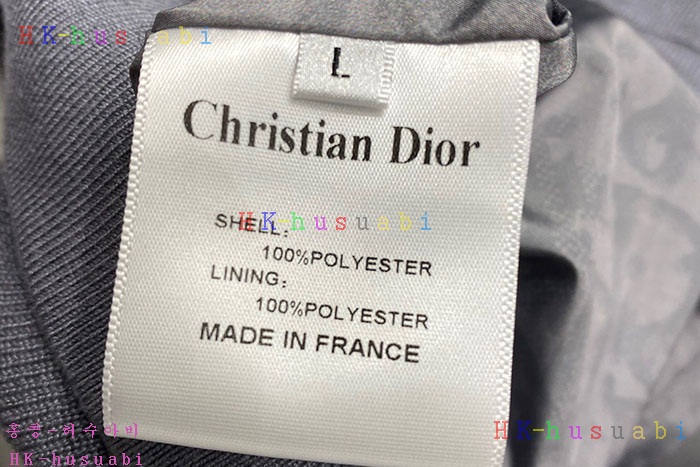 HK-husuabi
L
Christian Dior
HK-husuabi
SHELL:
100%POLYESTER
LINING:
100%POLYESTER
MADE IN FRANCE
홍콩-허수아비
HK-husuabi
HK-husuabi